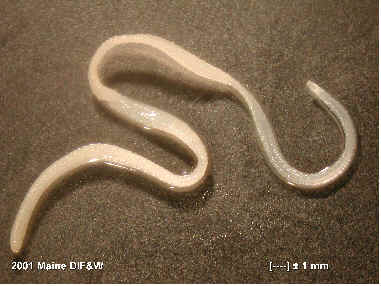 2001 Maine DIF&W
[----] ± 1 mm